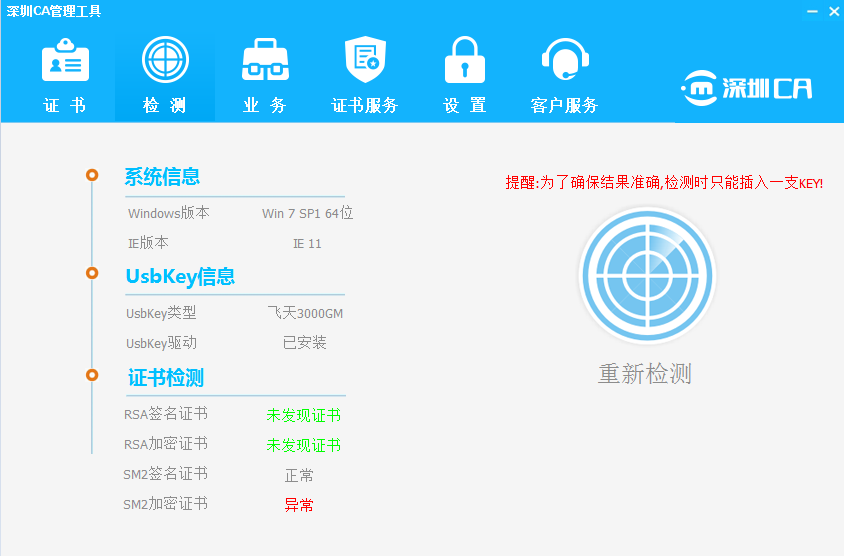 深圳CA管理工具
证 书
检 测
业 务
证书服务
设 置
客户服务
深圳CA
系统信息
Windows版本 Win 7 SP1 64位
IE版本 IE 11
UsbKey信息
UsbKey类型 飞天3000GM
UsbKey驱动 已安装
证书检测
RSA签名证书 未发现证书
RSA加密证书 未发现证书
SM2签名证书 正常
SM2加密证书 异常
提醒:为了确保结果准确,检测时只能插入一支KEY!
重新检测